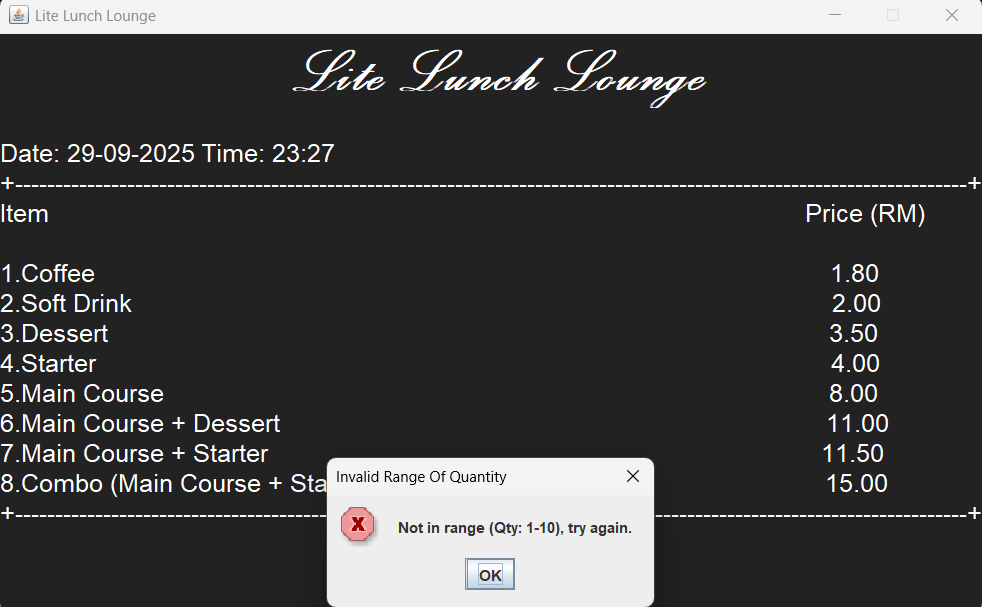 Lite Lunch Lounge
Lite Lunch Lounge
Date: 29-09-2025 Time: 23:27
Item Price (RM)
1.Coffee 1.80
2.Soft Drink 2.00
3.Dessert 3.50
4.Starter 4.00
5.Main Course 8.00
6.Main Course + Dessert 11.00
7.Main Course + Starter 11.50
8.Combo (Main Course + Sta 15.00
Invalid Range Of Quantity
Not in range (Qty: 1-10), try again.
OK